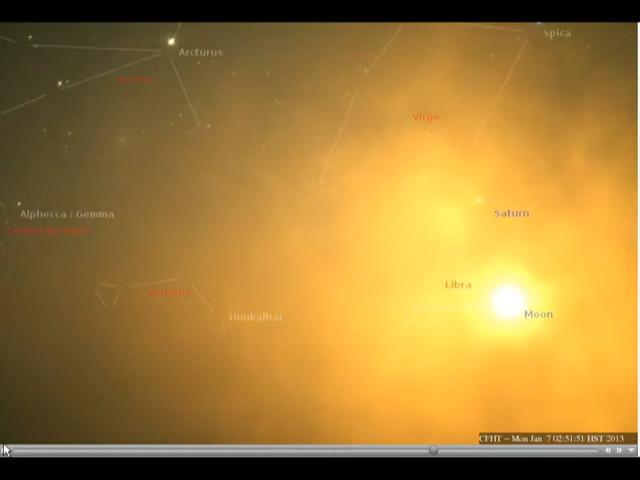 Spica
Arcturus
Virgo
Alphecca / Gemma
Saturn
Libra
Moon
Unukalhai
CFHT ~ Mon Jan 7 02:51:51 HST 2013